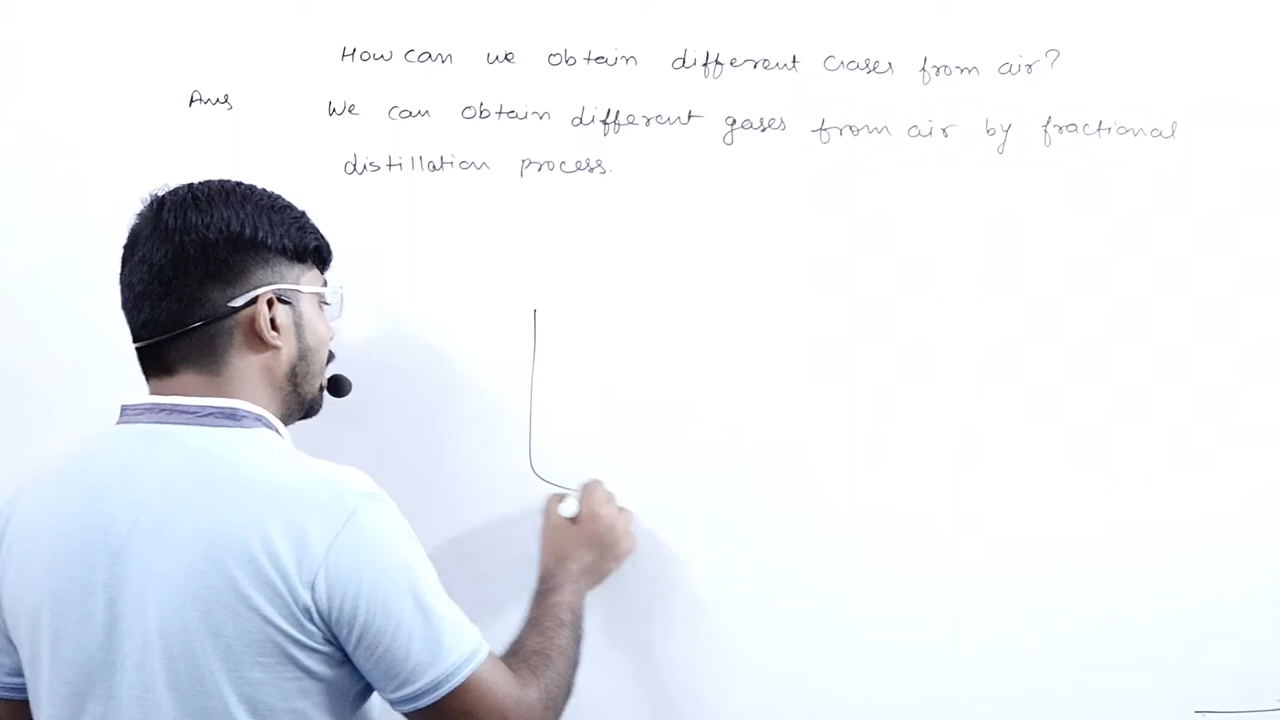 How can we obtain different Gases from air?
Ans We can obtain different gases from air by fractional
distillation process.